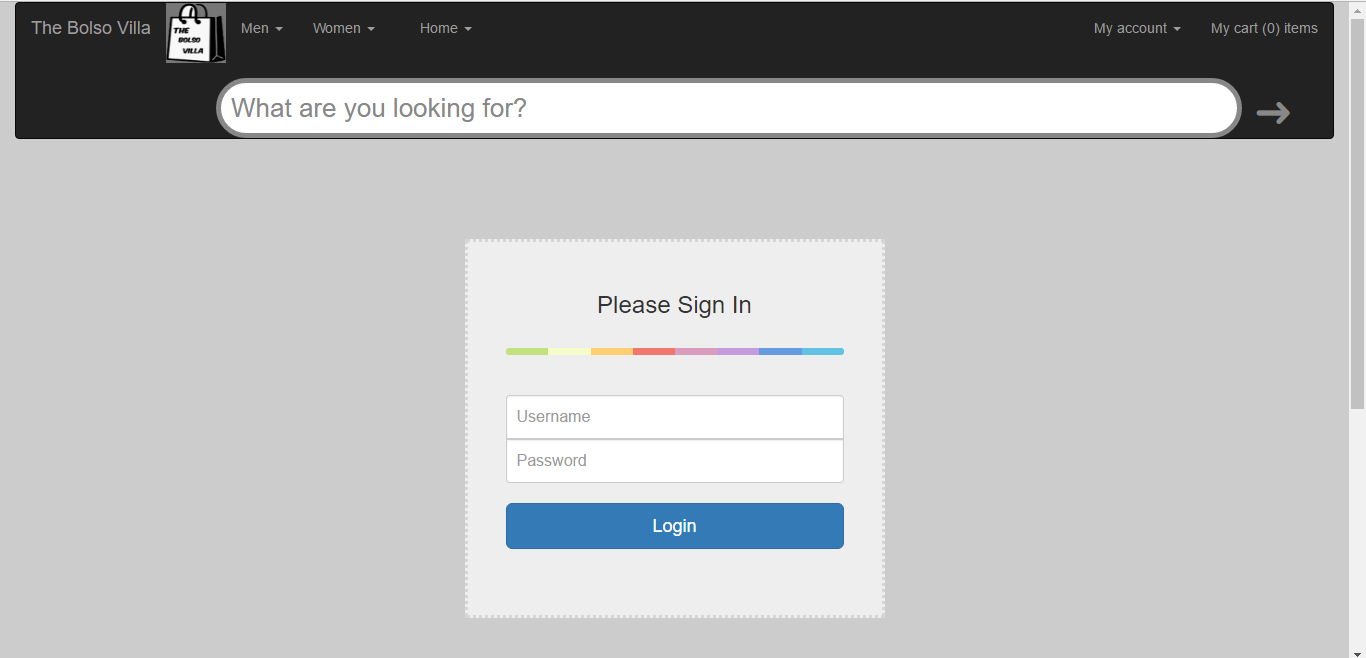 The Bolso Villa
THE
BOLSO
VILLA
Men
Women
Home
My account
My cart (0) items
What are you looking for?
Please Sign In
Username
Password
Login